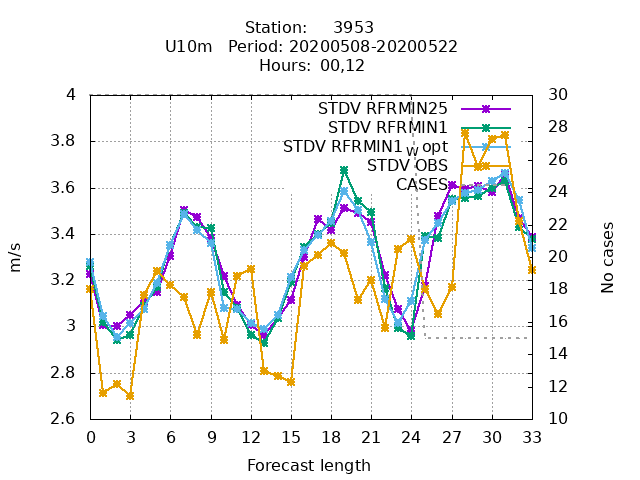 Station:     3953
U10m   Period: 20200508-20200522
Hours:  00,12
STDV RFRMIN25
STDV RFRMIN1
STDV RFRMIN1_w opt
STDV OBS
CASES
m/s
4
3.8
3.6
3.4
3.2
3
2.8
2.6
No cases
30
28
26
24
22
20
18
16
14
12
10
0 3 6 9 12 15 18 21 24 27 30 33
Forecast length